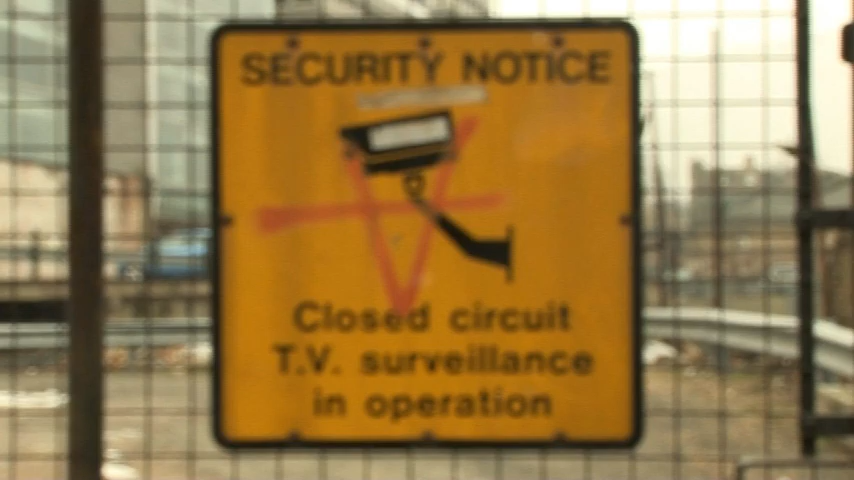 SECURITY NOTICE
Closed circuit
T.V. surveillance
in operation